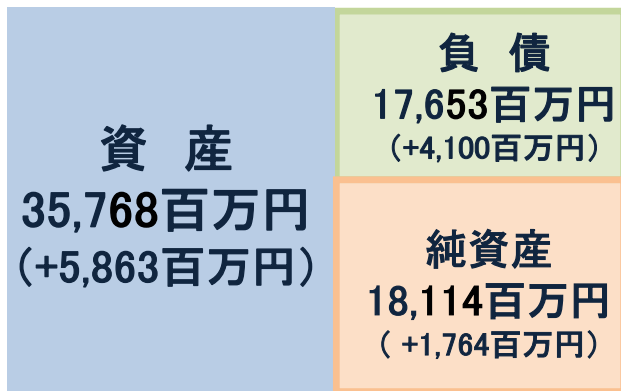 資　産
35,768百万円
(+5,863百万円)
負　債
17,653百万円
(+4,100百万円)
純資産
18,114百万円
( +1,764百万円)